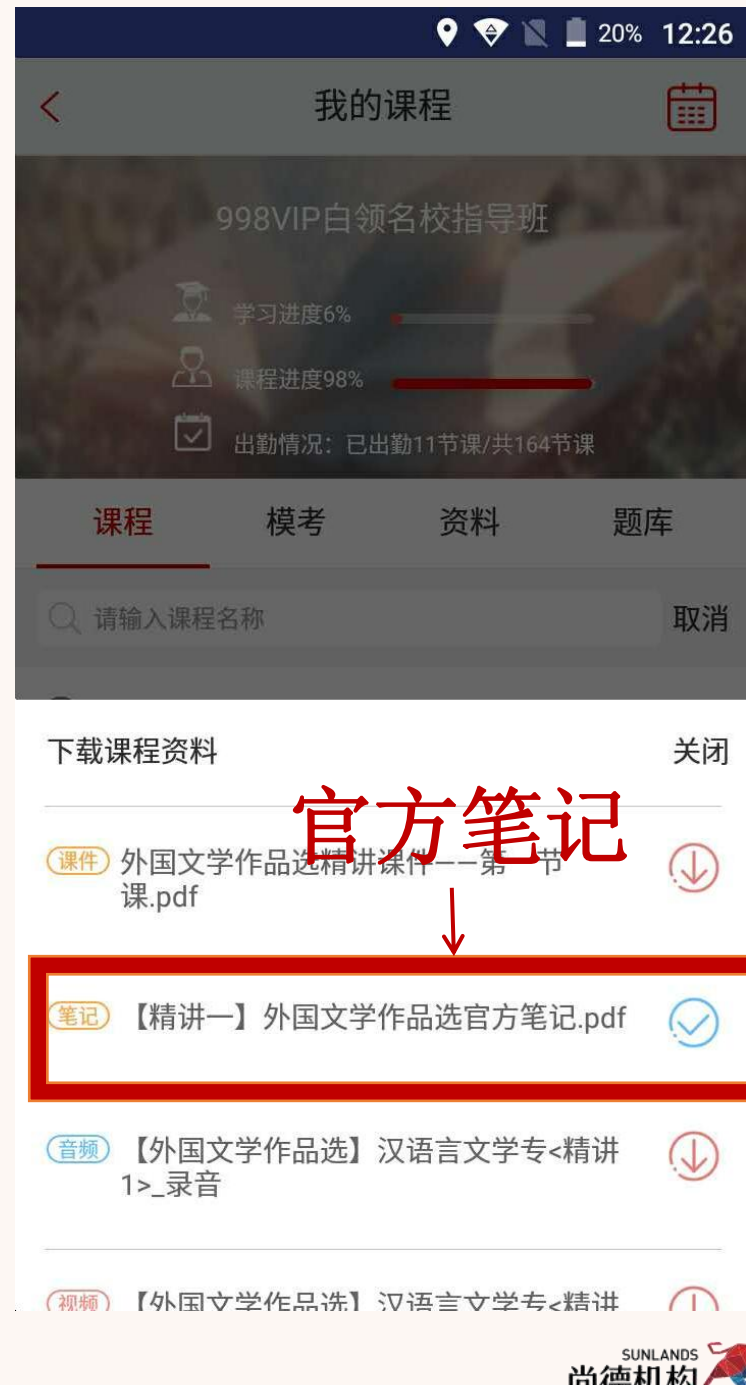 20% 12:26
我的课程
998VIP白领名校指导班
学习进度6%
课程进度98%
出勤情况：已出勤11节课/共164节课
课程 模考 资料 题库
请输入课程名称 取消
下载课程资料 关闭
官方笔记
课件 外国文学作品选精讲课件——第一节
课.pdf
笔记 【精讲一】外国文学作品选官方笔记.pdf
音频 【外国文学作品选】汉语言文学专<精讲
1>_录音
视频 【外国文学作品选】汉语言文学专<精讲
SUNLANDS
尚德机构